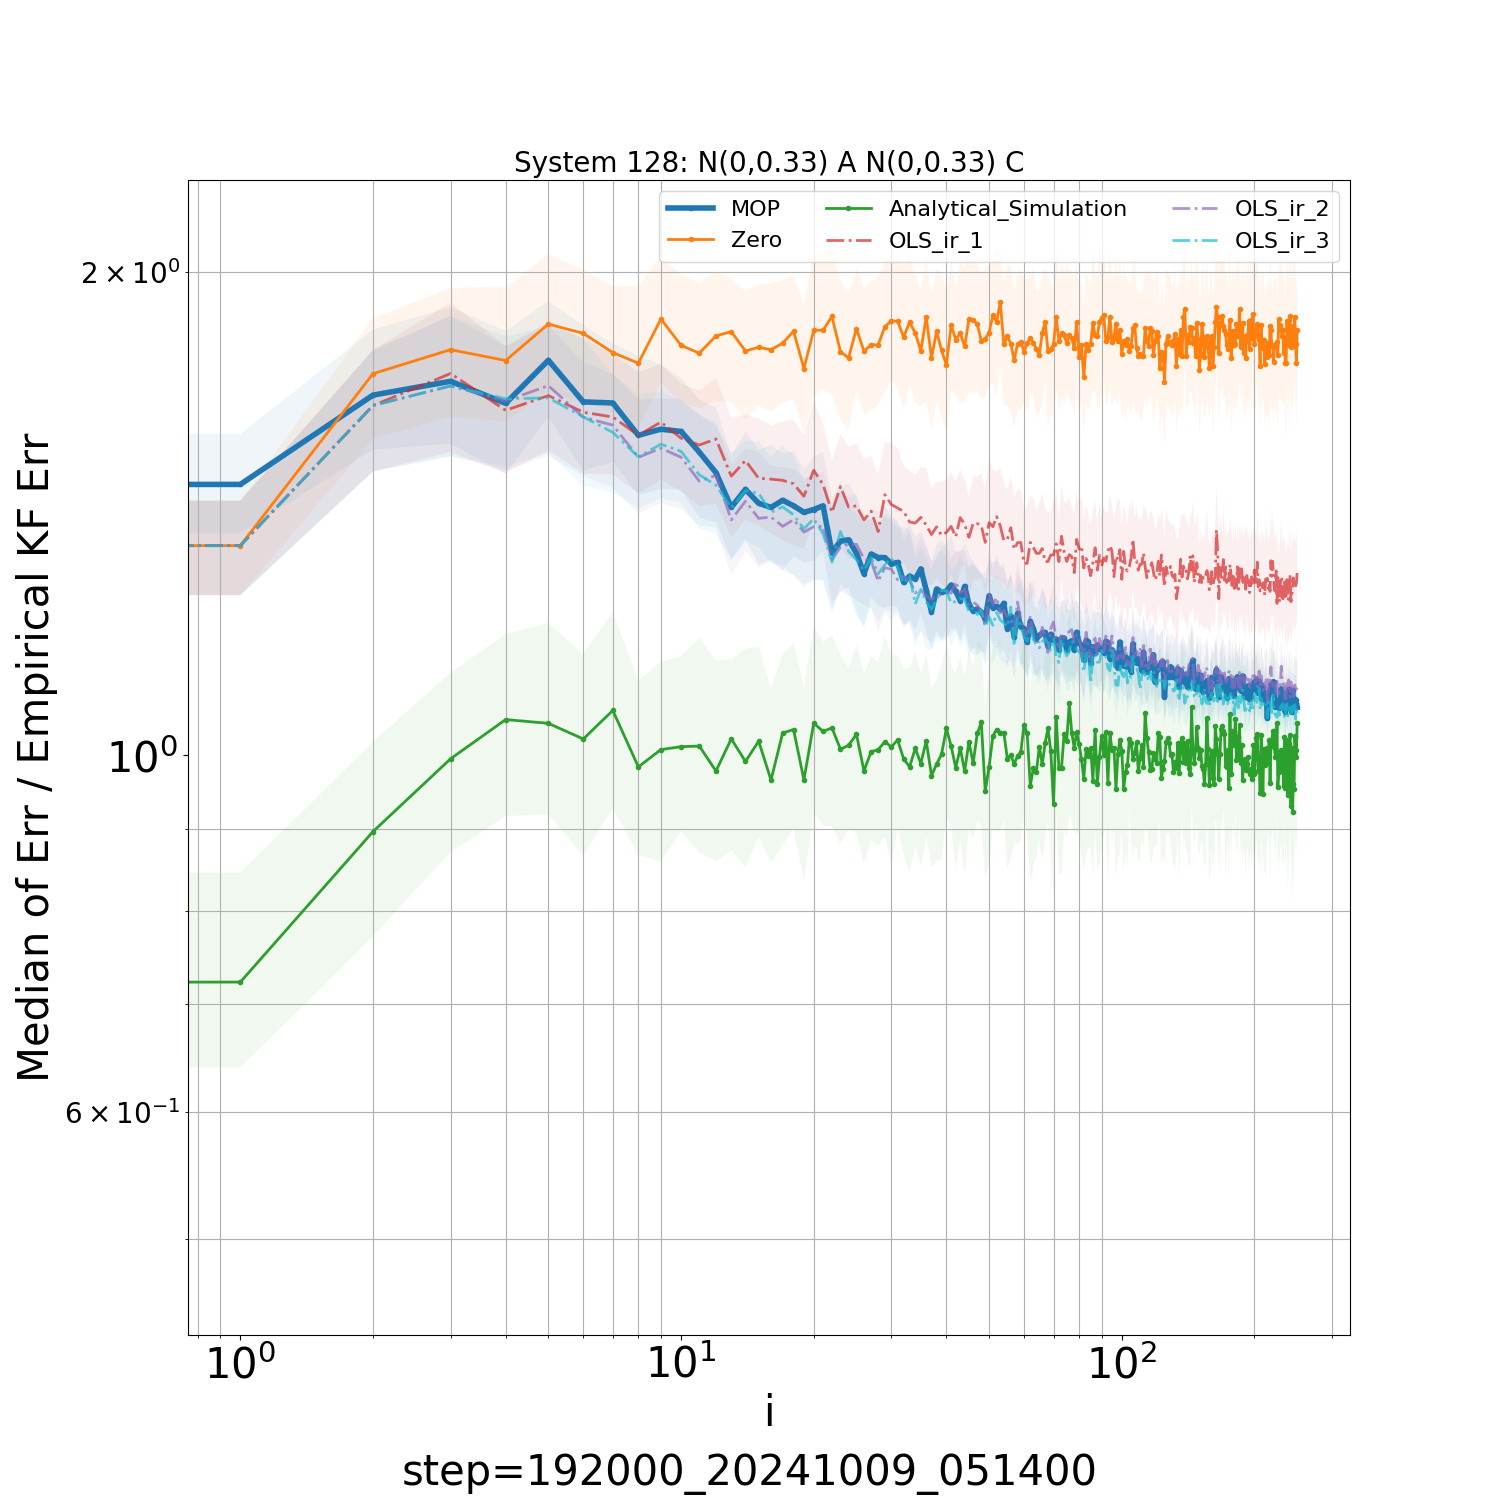 System 128: N(0,0.33) A N(0,0.33) C
MOP
Zero
Analytical_Simulation
OLS_ir_1
OLS_ir_2
OLS_ir_3
Median of Err / Empirical KF Err
2 × 10⁰
10⁰
6 × 10⁻¹
10⁰ 10¹ 10²
i
step=192000_20241009_051400